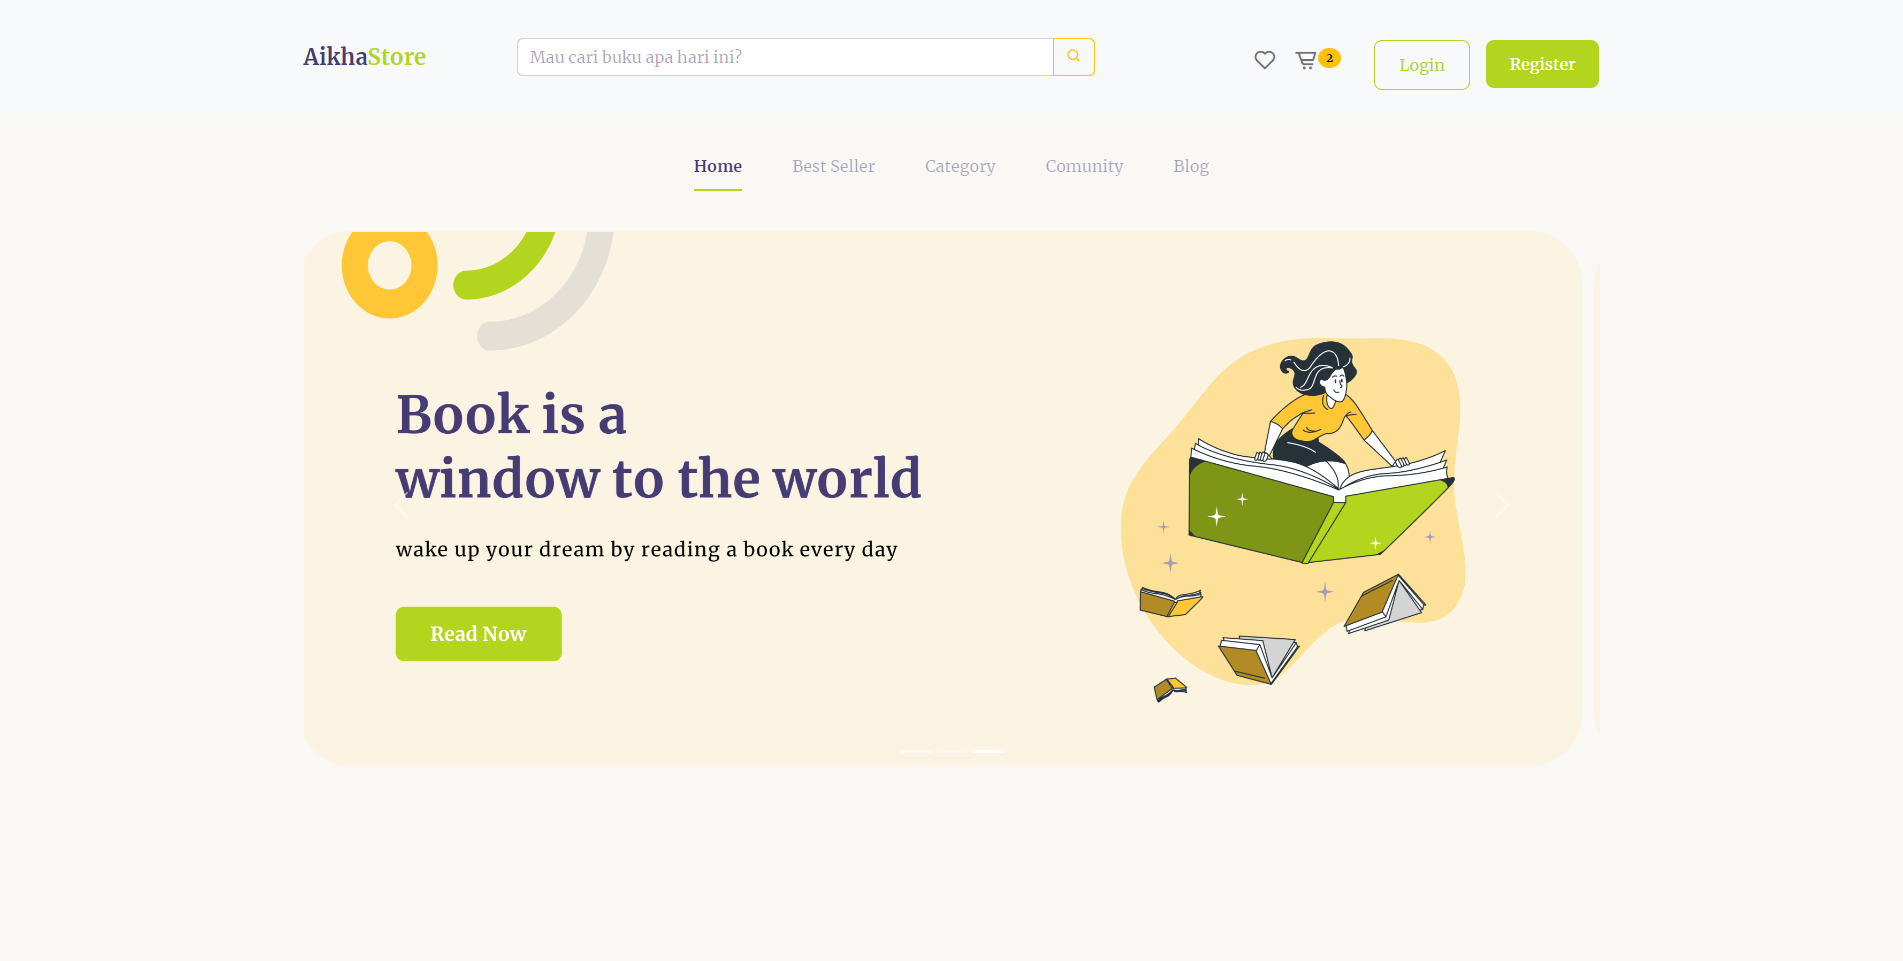 AikhaStore
Mau cari buku apa hari ini?
2
Login
Register
Home
Best Seller
Category
Comunity
Blog
Book is a
window to the world
wake up your dream by reading a book every day
Read Now